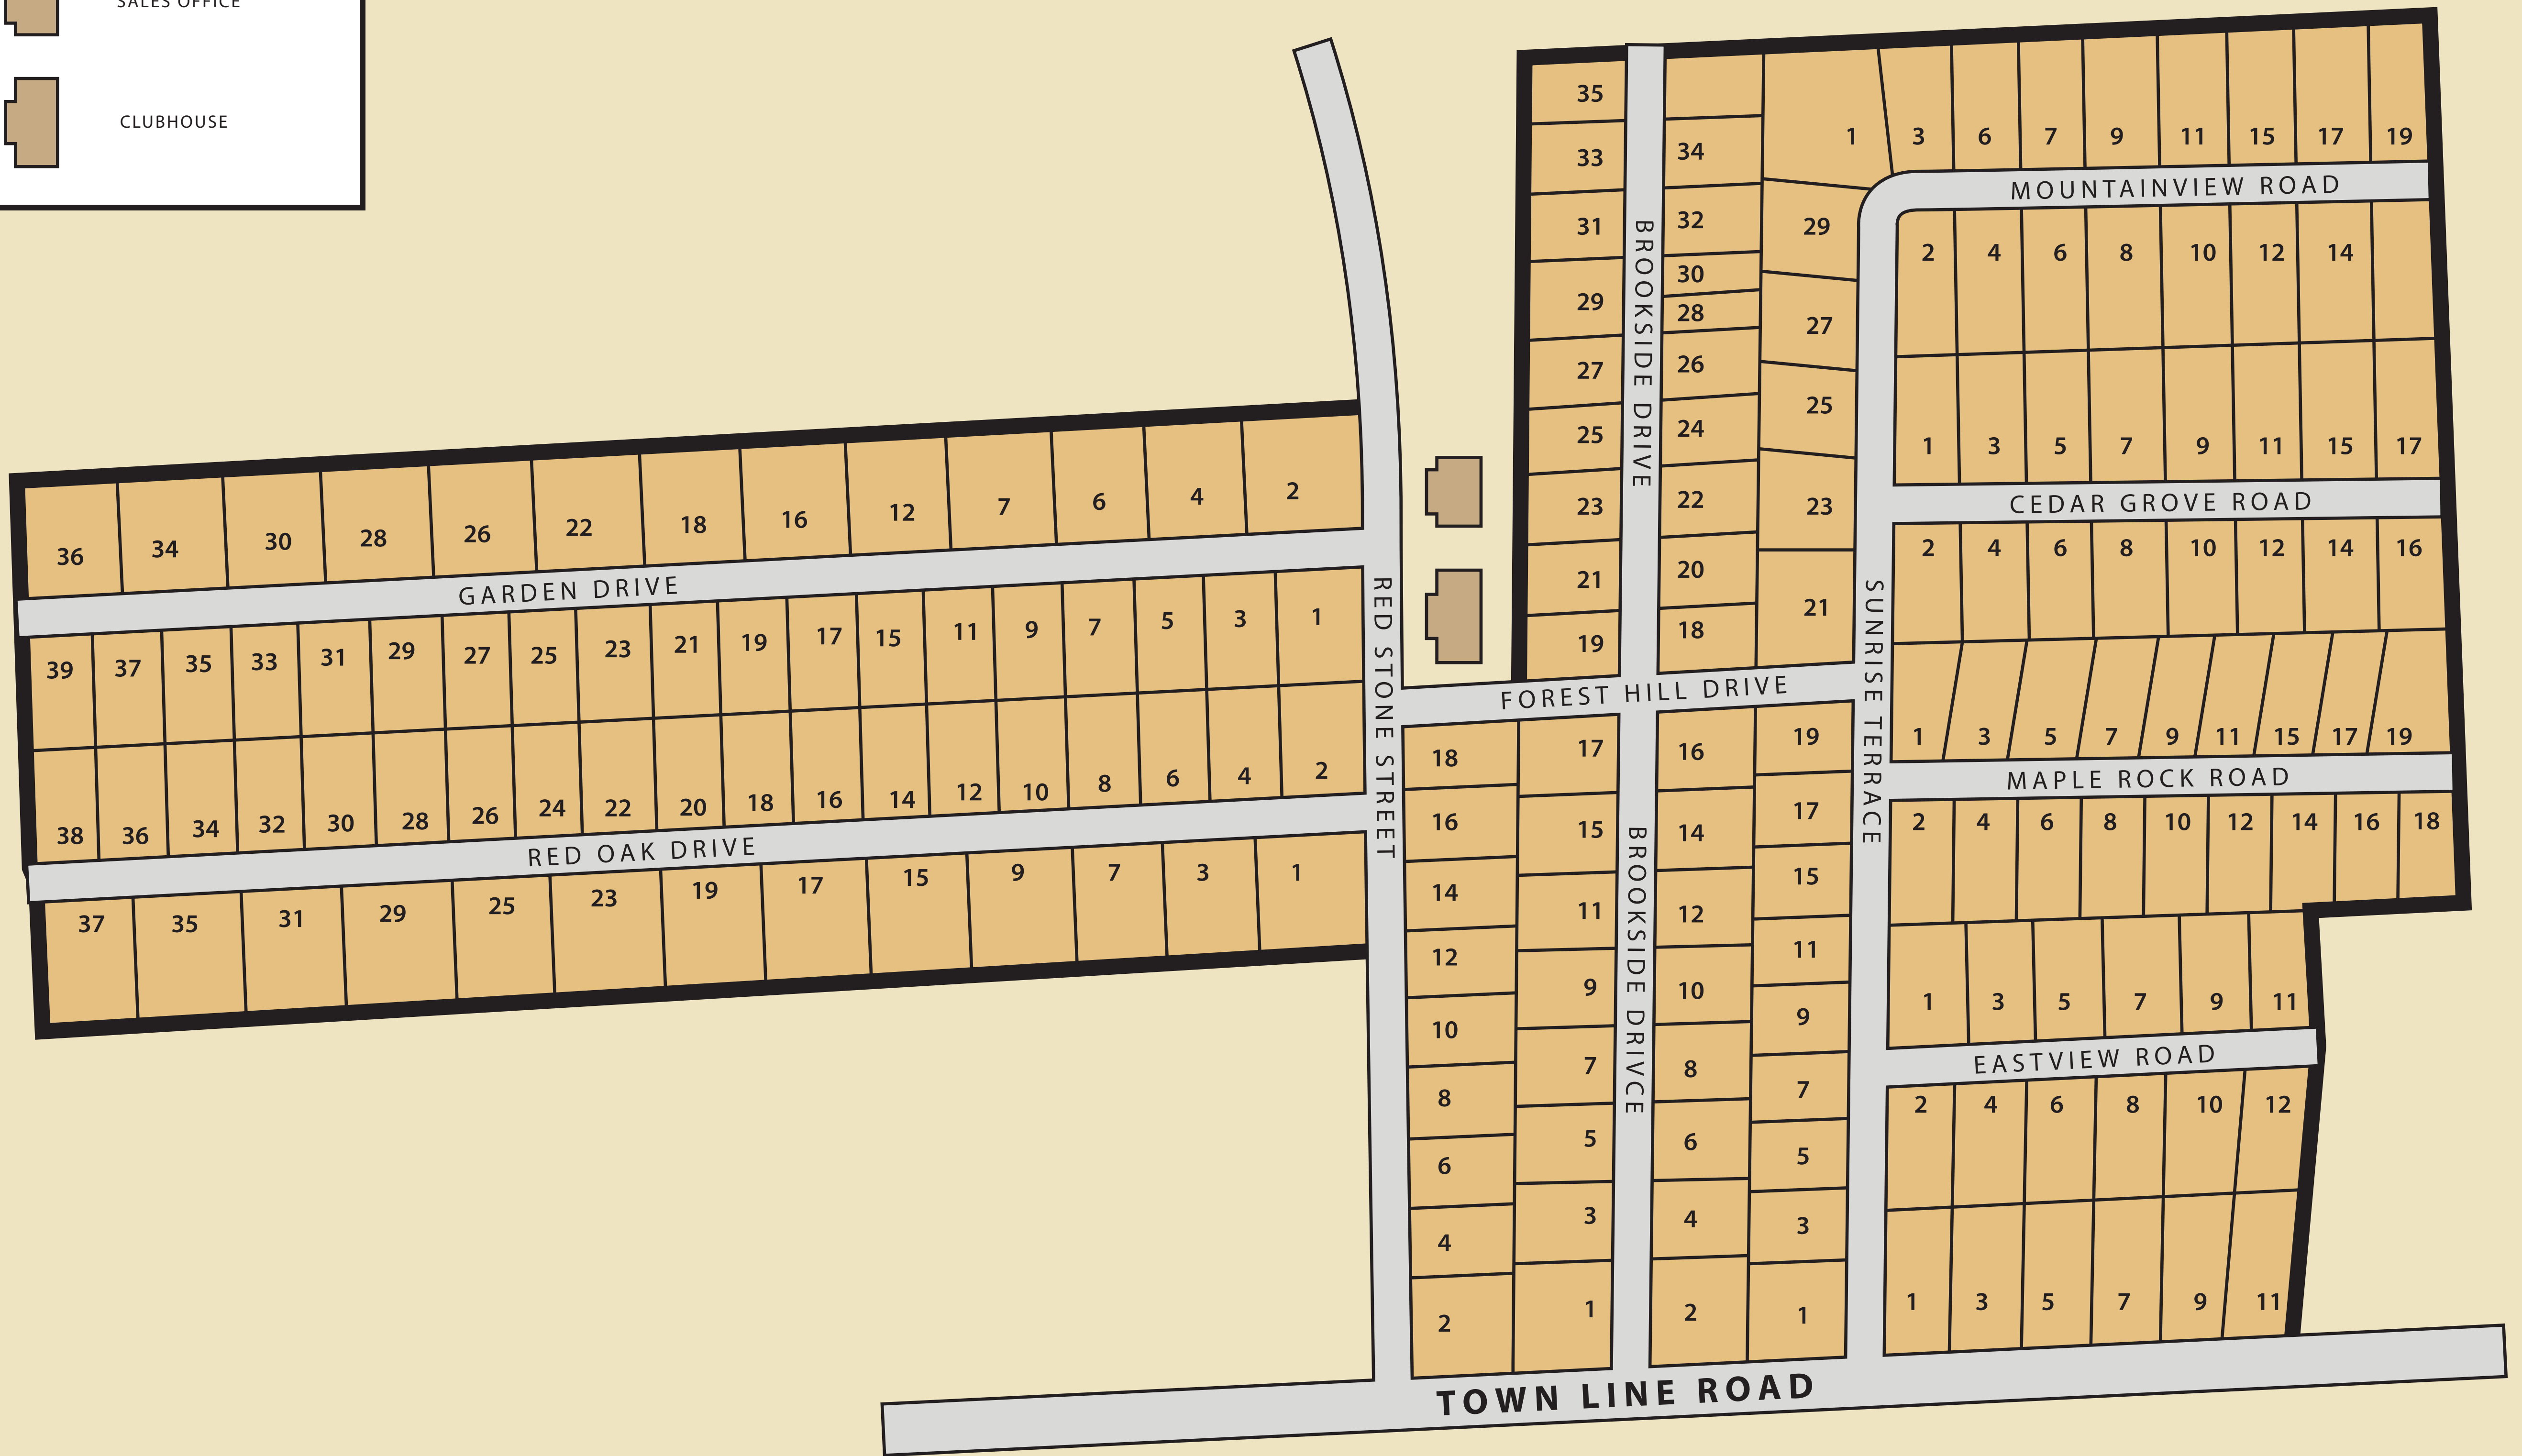 SALES OFFICE
CLUBHOUSE
35
33
31
29
27
25
23
21
19
BROOKSIDE DRIVE
34
32
30
28
26
24
22
20
18
1
29
27
25
23
21
3 6 7 9 11 15 17 19
MOUNTAINVIEW ROAD
2 4 6 8 10 12 14
1 3 5 7 9 11 15 17
CEDAR GROVE ROAD
2 4 6 8 10 12 14 16
1 3 5 7 9 11 15 17 19
MAPLE ROCK ROAD
2 4 6 8 10 12 14 16 18
1 3 5 7 9 11
EASTVIEW ROAD
2 4 6 8 10 12
1 3 5 7 9 11
SUNRISE TERRACE
FOREST HILL DRIVE
36 34 30 28 26 22 18 16 12 7 6 4 2
GARDEN DRIVE
39 37 35 33 31 29 27 25 23 21 19 17 15 11 9 7 5 3 1
38 36 34 32 30 28 26 24 22 20 18 16 14 12 10 8 6 4 2
RED OAK DRIVE
37 35 31 29 25 23 19 17 15 9 7 3 1
RED STONE STREET
18
16
14
12
10
8
6
4
2
17
15
11
9
7
5
3
1
BROOKSIDE DRIVCE
16
14
12
10
8
6
4
2
19
17
15
11
9
7
5
3
1
TOWN LINE ROAD